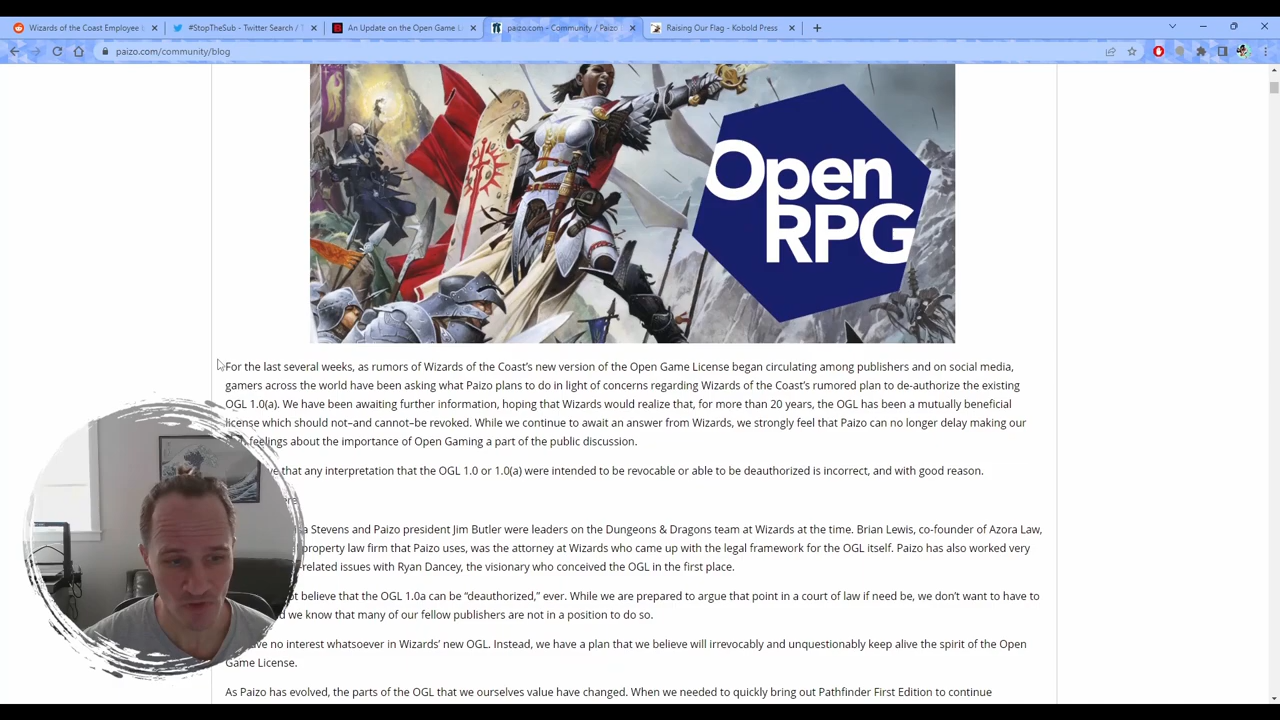 Wizards of the Coast Employee
#StopTheSub - Twitter Search /
An Update on the Open Game L
paizo.com - Community / Paizo
Raising Our Flag - Kobold Press
paizo.com/community/blog
Open
RPG
For the last several weeks, as rumors of Wizards of the Coast's new version of the Open Game License began circulating among publishers and on social media,
gamers across the world have been asking what Paizo plans to do in light of concerns regarding Wizards of the Coast's rumored plan to de-authorize the existing
OGL 1.0(a). We have been awaiting further information, hoping that Wizards would realize that, for more than 20 years, the OGL has been a mutually beneficial
license which should not–and cannot–be revoked. While we continue to await an answer from Wizards, we strongly feel that Paizo can no longer delay making our
feelings about the importance of Open Gaming a part of the public discussion.
that any interpretation that the OGL 1.0 or 1.0(a) were intended to be revocable or able to be deauthorized is incorrect, and with good reason.
Stevens and Paizo president Jim Butler were leaders on the Dungeons & Dragons team at Wizards at the time. Brian Lewis, co-founder of Azora Law,
property law firm that Paizo uses, was the attorney at Wizards who came up with the legal framework for the OGL itself. Paizo has also worked very
-related issues with Ryan Dancey, the visionary who conceived the OGL in the first place.
believe that the OGL 1.0a can be “deauthorized,” ever. While we are prepared to argue that point in a court of law if need be, we don't want to have to
we know that many of our fellow publishers are not in a position to do so.
no interest whatsoever in Wizards' new OGL. Instead, we have a plan that we believe will irrevocably and unquestionably keep alive the spirit of the Open
Game License.
As Paizo has evolved, the parts of the OGL that we ourselves value have changed. When we needed to quickly bring out Pathfinder First Edition to continue